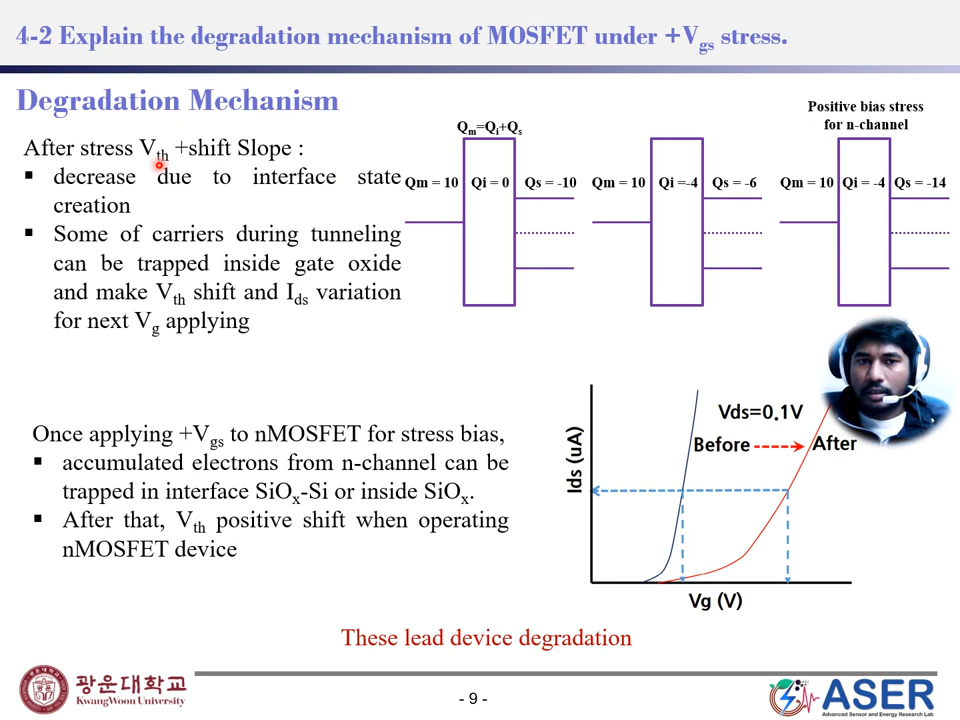 4-2 Explain the degradation mechanism of MOSFET under +Vgs stress.
Degradation Mechanism
After stress Vth +shift Slope :
▪ decrease due to interface state
creation
▪ Some of carriers during tunneling
can be trapped inside gate oxide
and make Vth shift and Ids variation
for next Vg applying
Qm=Qi+Qs
Positive bias stress
for n-channel
Qm = 10 Qi = 0 Qs = -10 Qm = 10 Qi =-4 Qs = -6 Qm = 10 Qi = -4 Qs = -14
Once applying +Vgs to nMOSFET for stress bias,
▪ accumulated electrons from n-channel can be
trapped in interface SiOx-Si or inside SiOx.
▪ After that, Vth positive shift when operating
nMOSFET device
Vds=0.1V
Before After
Ids (uA)
Vg (V)
These lead device degradation
광운대학교
KwangWoon University
- 9 -
ASER
Advanced Sensor and Energy Research Lab